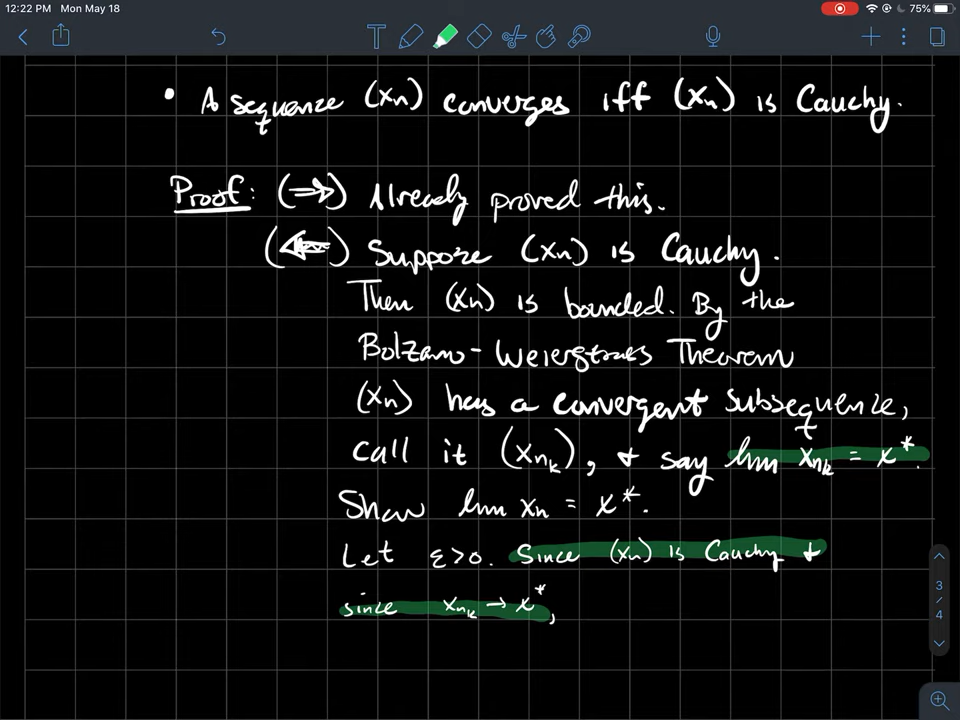 12:22 PM Mon May 18
75%
• A sequence (xn) converges iff (xn) is Cauchy.
Proof: (⇒) Already proved this.
(⇐) Suppose (xn) is Cauchy.
Then (xn) is bounded. By the
Bolzano-Weierstrass Theorem
(xn) has a convergent subsequence,
call it (xnₖ), + say lim xnₖ = x*.
Show lim xn = x*.
Let ε>0. Since (xn) is Cauchy +
since xnₖ → x*,
3
/
4